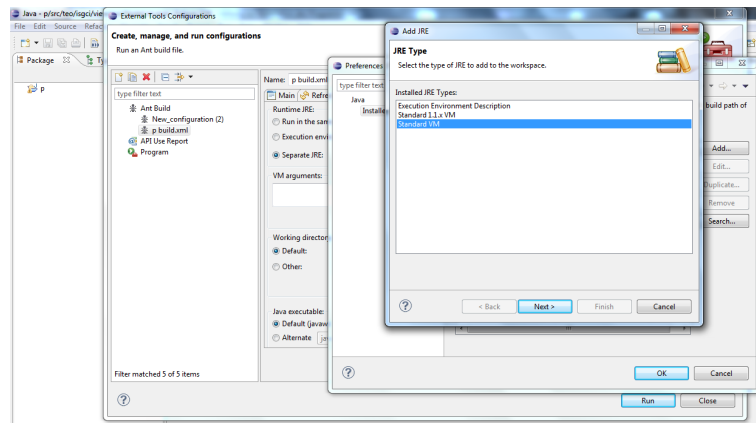 Java - p/src/teo/isgci/vie
File Edit Source Refac
Package
Ty
p
External Tools Configurations
Create, manage, and run configurations
Run an Ant build file.
type filter text
Ant Build
New_configuration (2)
p build.xml
API Use Report
Program
Filter matched 5 of 5 items
Name: p build.xml
Main Refre
Runtime JRE:
Run in the sam
Execution envi
Separate JRE:
VM arguments:
Working director
Default:
Other:
Java executable:
Default (javaw
Alternate jav
Run
Close
Preferences
type filter text
Java
Installe
build path of
Add...
Edit...
Duplicate...
Remove
Search...
OK
Cancel
Add JRE
JRE Type
Select the type of JRE to add to the workspace.
Installed JRE Types:
Execution Environment Description
Standard 1.1.x VM
Standard VM
< Back
Next >
Finish
Cancel